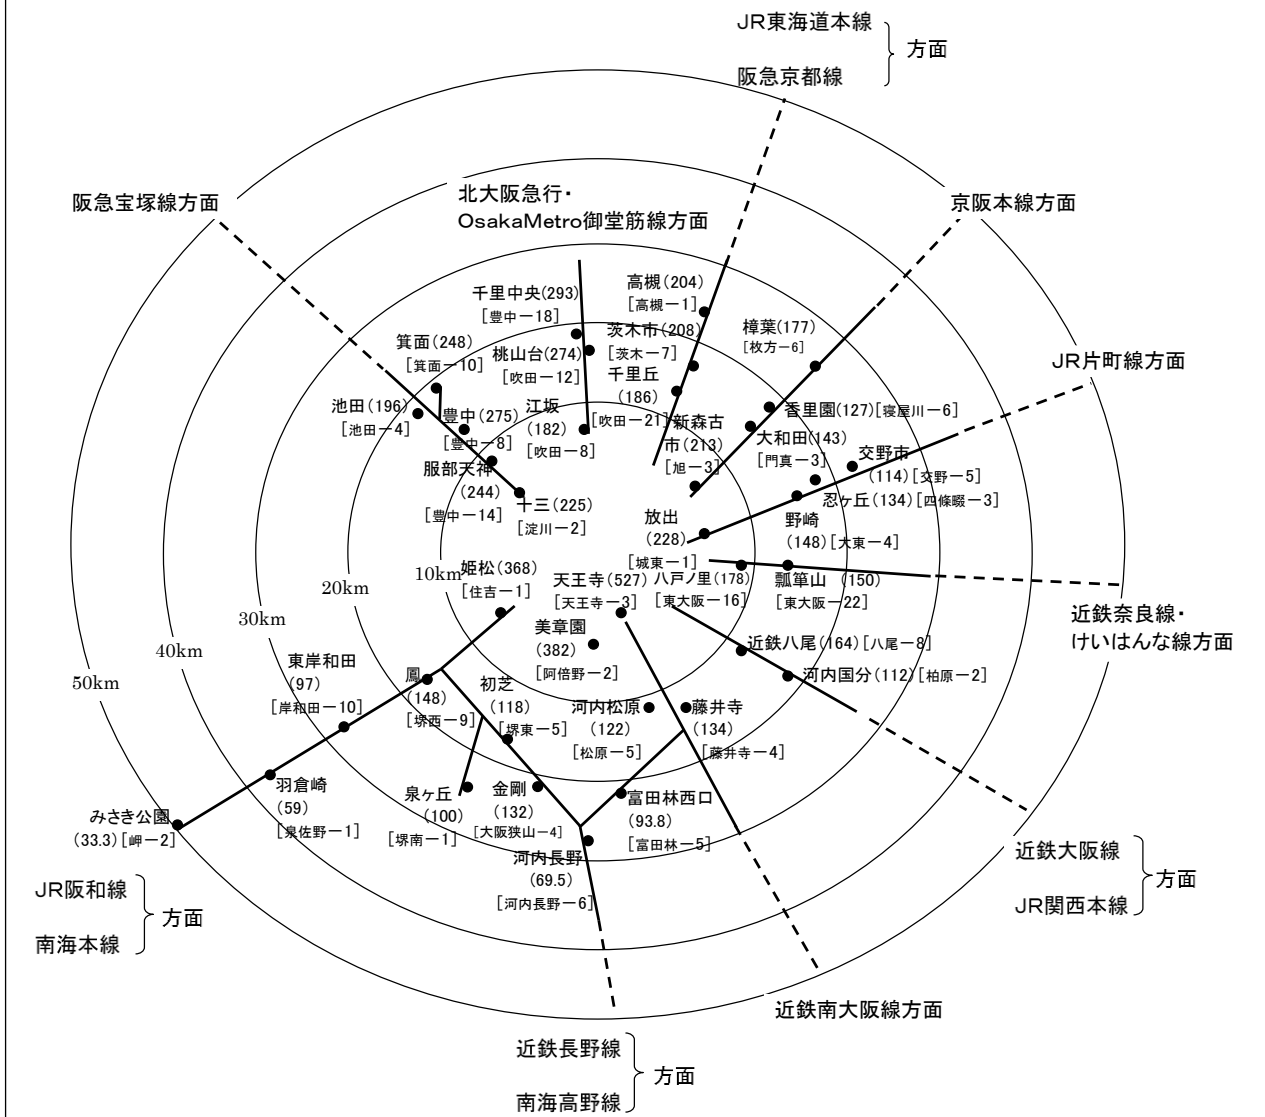 JR東海道本線
方面
阪急京都線
阪急宝塚線方面
北大阪急行・
OsakaMetro御堂筋線方面
京阪本線方面
千里中央(293)
[豊中－18]
高槻(204)
[高槻－1]
箕面(248)
[箕面－10]
桃山台(274)
[吹田－12]
茨木市(208)
[茨木－7]
樟葉(177)
[枚方－6]
JR片町線方面
千里丘
(186)
[吹田－21]
池田(196)
[池田－4]
豊中(275)
[豊中－8]
江坂
(182)
[吹田－8]
新森古
市(213)
[旭－3]
香里園(127)[寝屋川－6]
大和田(143)
[門真－3]
交野市
(114)[交野－5]
服部天神
(244)
[豊中－14]
十三(225)
[淀川－2]
忍ヶ丘(134)[四條畷－3]
放出
(228)
[城東－1]
野崎
(148)[大東－4]
10km
20km
30km
40km
50km
姫松(368)
[住吉－1]
天王寺(527)
[天王寺－3]
八戸ノ里(178)
[東大阪－16]
瓢箪山 (150)
[東大阪－22]
近鉄奈良線・
けいはんな線方面
美章園
(382)
[阿倍野－2]
近鉄八尾(164)[八尾－8]
河内国分(112)[柏原－2]
東岸和田
(97)
[岸和田－10]
鳳
(148)
[堺西－9]
初芝
(118)
[堺東－5]
河内松原
(122)
[松原－5]
藤井寺
(134)
[藤井寺－4]
羽倉崎
(59)
[泉佐野－1]
みさき公園
(33.3)[岬－2]
泉ヶ丘
(100)
[堺南－1]
金剛
(132)
[大阪狭山－4]
富田林西口
(93.8)
[富田林－5]
河内長野
(69.5)
[河内長野－6]
JR阪和線
方面
南海本線
近鉄大阪線
方面
JR関西本線
近鉄南大阪線方面
近鉄長野線
方面
南海高野線